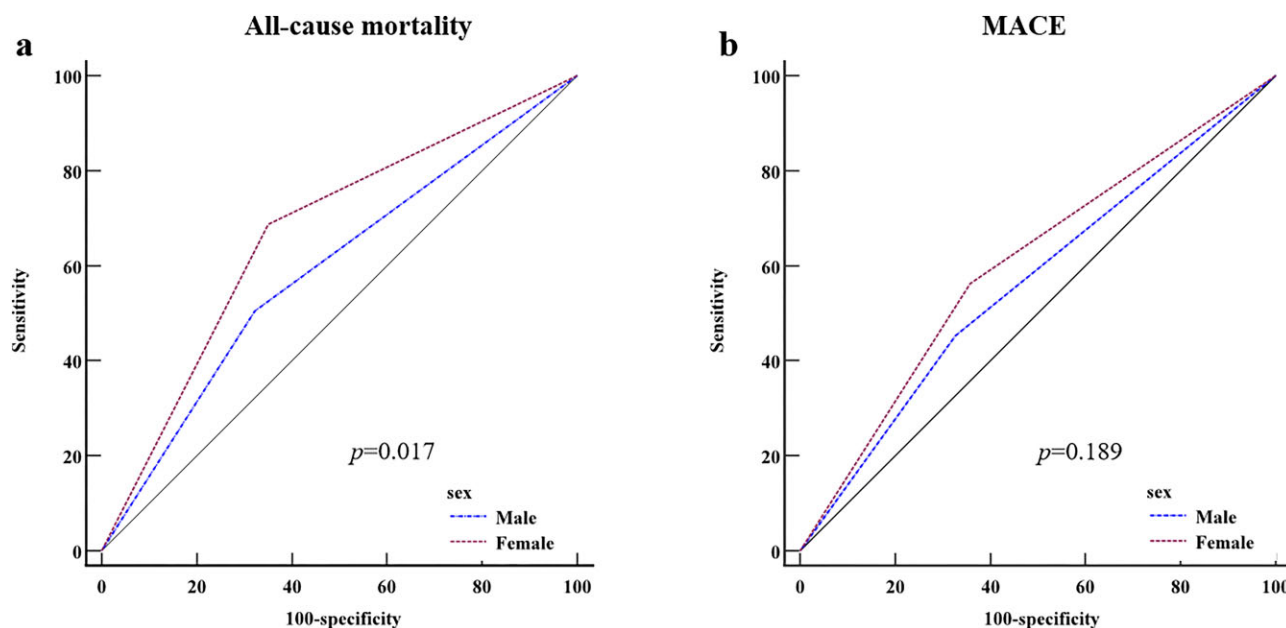 All-cause mortality
a
100
80
60
40
20
0
Sensitivity
0 20 40 60 80 100
100-specificity
p=0.017
sex
Male
Female
MACE
b
100
80
60
40
20
0
Sensitivity
0 20 40 60 80 100
100-specificity
p=0.189
sex
Male
Female